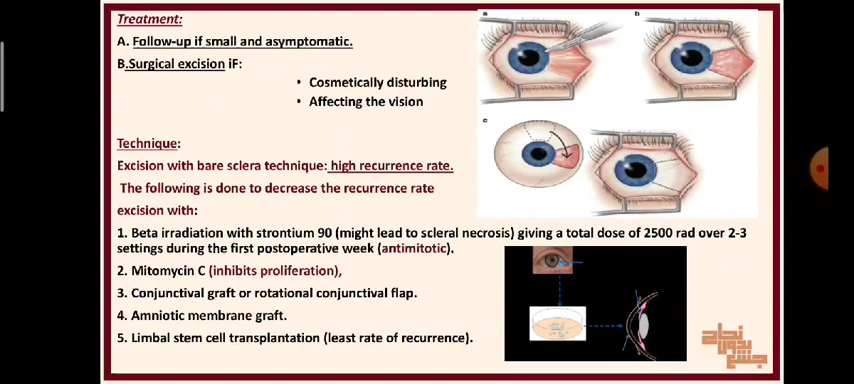 Treatment:
A. Follow-up if small and asymptomatic.
B.Surgical excision iF:
• Cosmetically disturbing
• Affecting the vision
Technique:
Excision with bare sclera technique: high recurrence rate.
The following is done to decrease the recurrence rate
excision with:
1. Beta irradiation with strontium 90 (might lead to scleral necrosis) giving a total dose of 2500 rad over 2-3
settings during the first postoperative week (antimitotic).
2. Mitomycin C (inhibits proliferation),
3. Conjunctival graft or rotational conjunctival flap.
4. Amniotic membrane graft.
5. Limbal stem cell transplantation (least rate of recurrence).
a
b
c